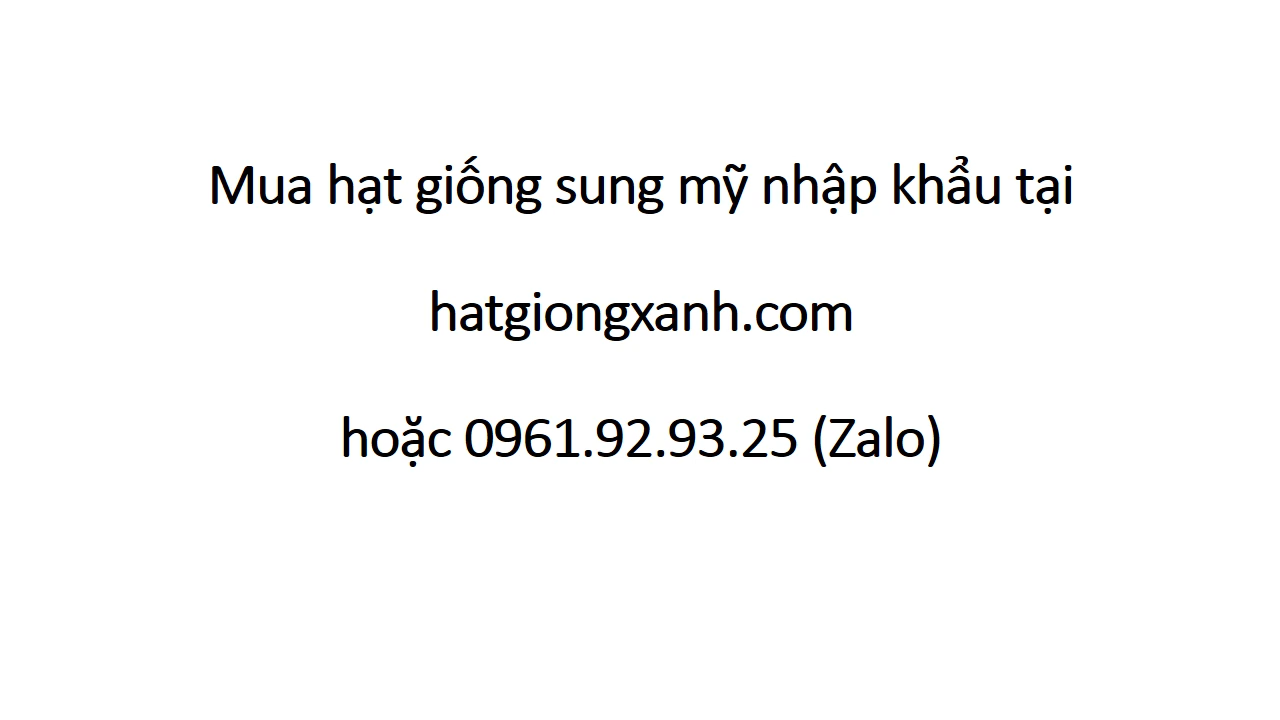 Mua hạt giống sung mỹ nhập khẩu tại
hatgiongxanh.com
hoặc 0961.92.93.25 (Zalo)